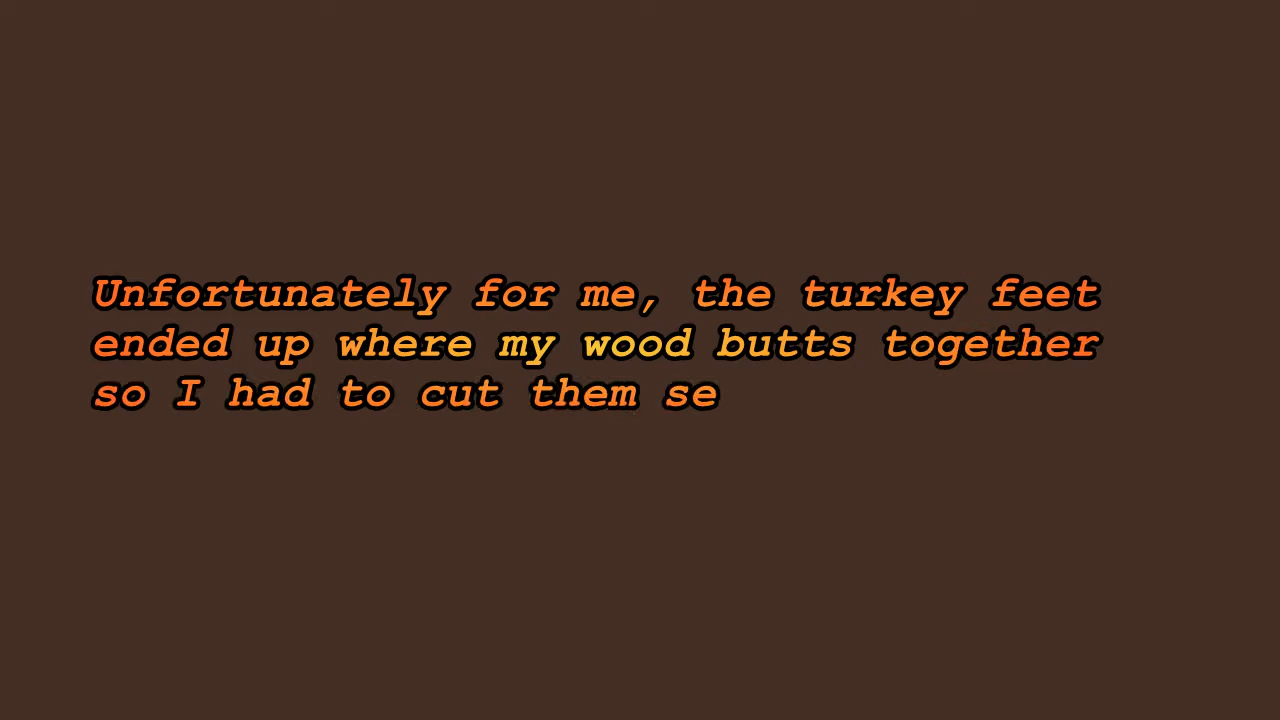 Unfortunately for me, the turkey feet
ended up where my wood butts together
so I had to cut them se